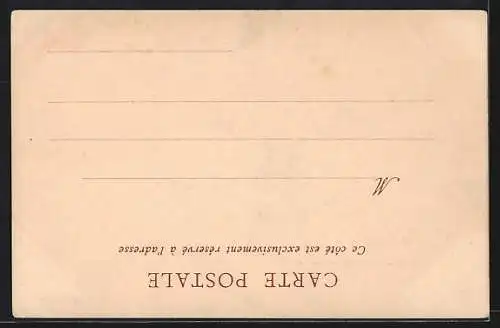 CARTE POSTALE
Ce côté est exclusivement réservé à l'adresse
M